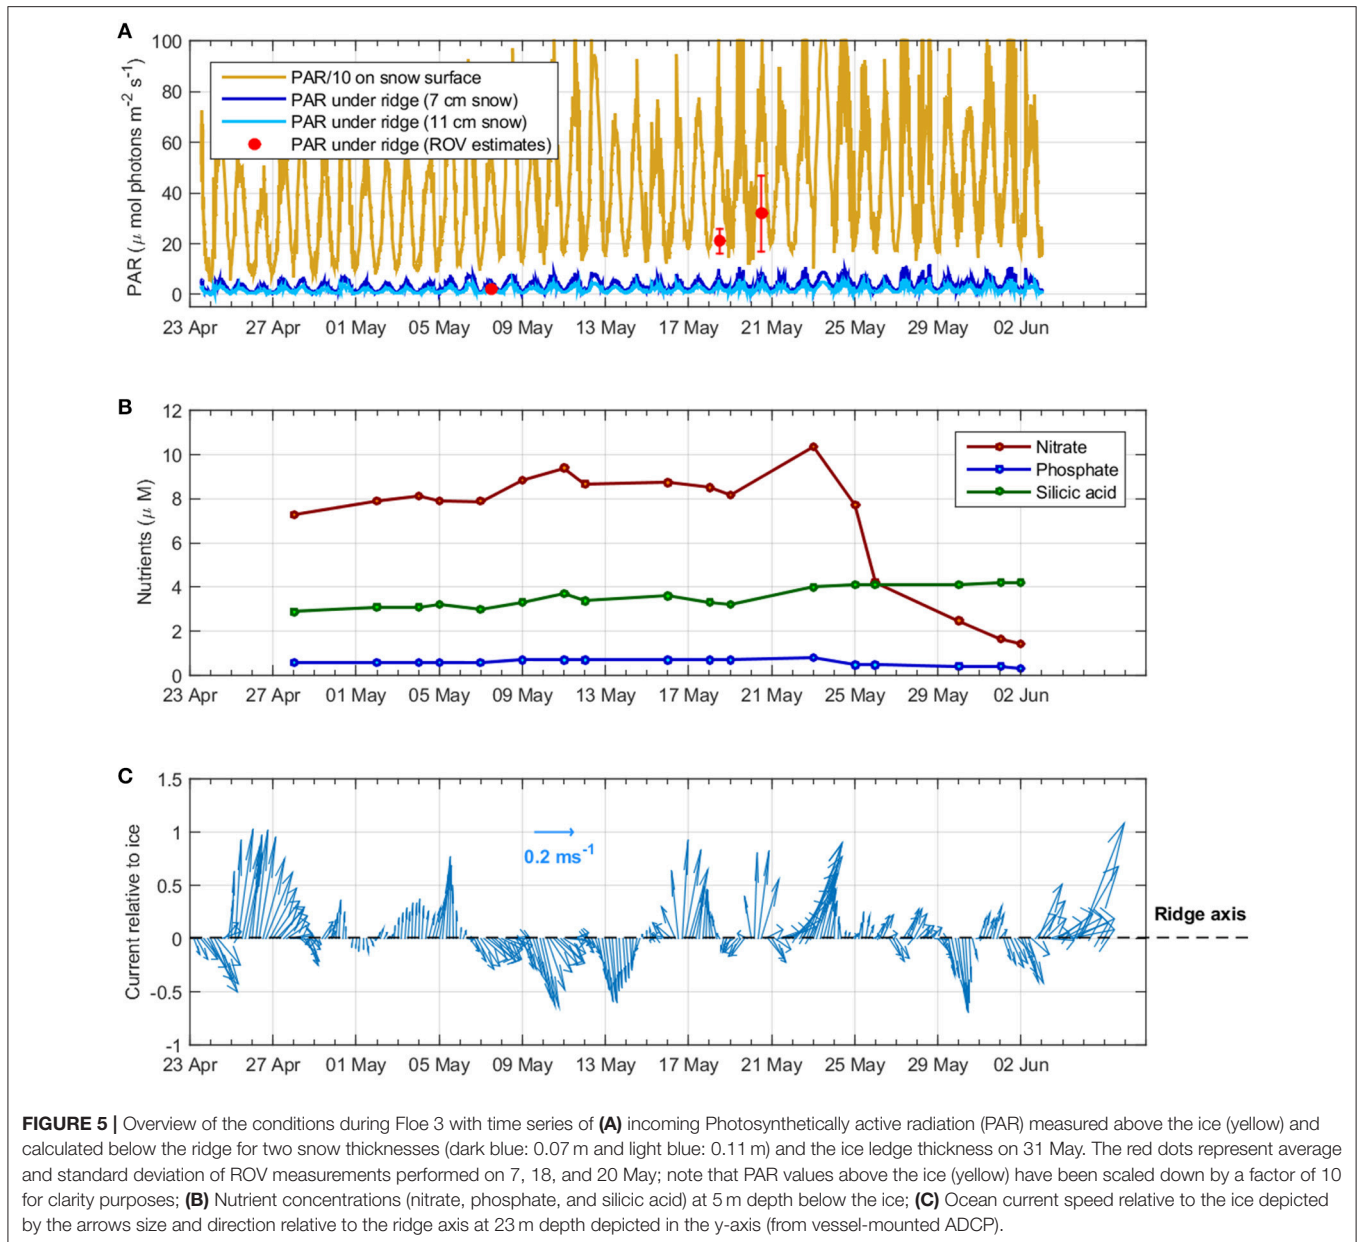 A
PAR (μ mol photons m-2 s-1)
100
80
60
40
20
0
PAR/10 on snow surface
PAR under ridge (7 cm snow)
PAR under ridge (11 cm snow)
PAR under ridge (ROV estimates)
23 Apr 27 Apr 01 May 05 May 09 May 13 May 17 May 21 May 25 May 29 May 02 Jun
B
Nutrients (μ M)
12
10
8
6
4
2
0
Nitrate
Phosphate
Silicic acid
23 Apr 27 Apr 01 May 05 May 09 May 13 May 17 May 21 May 25 May 29 May 02 Jun
C
Current relative to ice
1.5
1
0.5
0
-0.5
-1
0.2 ms-1
Ridge axis
23 Apr 27 Apr 01 May 05 May 09 May 13 May 17 May 21 May 25 May 29 May 02 Jun
FIGURE 5 | Overview of the conditions during Floe 3 with time series of (A) incoming Photosynthetically active radiation (PAR) measured above the ice (yellow) and
calculated below the ridge for two snow thicknesses (dark blue: 0.07 m and light blue: 0.11 m) and the ice ledge thickness on 31 May. The red dots represent average
and standard deviation of ROV measurements performed on 7, 18, and 20 May; note that PAR values above the ice (yellow) have been scaled down by a factor of 10
for clarity purposes; (B) Nutrient concentrations (nitrate, phosphate, and silicic acid) at 5 m depth below the ice; (C) Ocean current speed relative to the ice depicted
by the arrows size and direction relative to the ridge axis at 23 m depth depicted in the y-axis (from vessel-mounted ADCP).